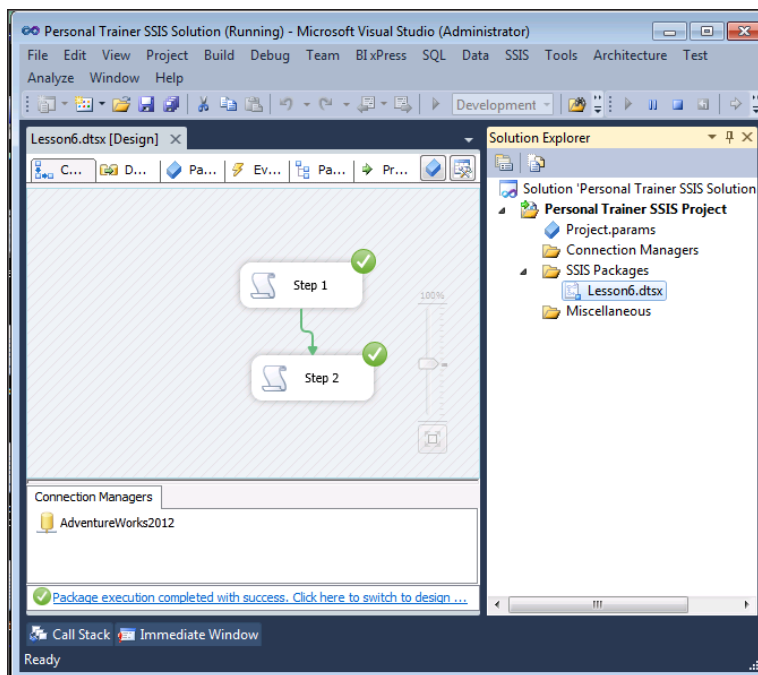 Personal Trainer SSIS Solution (Running) - Microsoft Visual Studio (Administrator)
File Edit View Project Build Debug Team BI xPress SQL Data SSIS Tools Architecture Test
Analyze Window Help
Development
Lesson6.dtsx [Design]
C... D... Pa... Ev... Pa... Pr...
Step 1
100%
Step 2
Connection Managers
AdventureWorks2012
Package execution completed with success. Click here to switch to design ...
Solution Explorer
Solution 'Personal Trainer SSIS Solution
Personal Trainer SSIS Project
Project.params
Connection Managers
SSIS Packages
Lesson6.dtsx
Miscellaneous
Call Stack Immediate Window
Ready